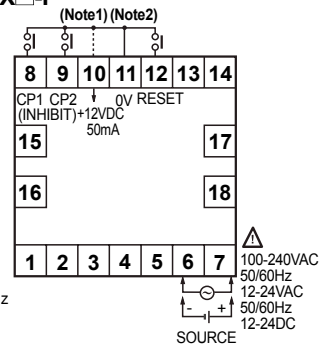 (Note1) (Note2)
8 9 10 11 12 13 14
CP1 CP2 0V RESET
(INHIBIT) +12VDC
50mA
15 17
16 18
1 2 3 4 5 6 7
100-240VAC
50/60Hz
12-24VAC
50/60Hz
12-24DC
- +
SOURCE
z